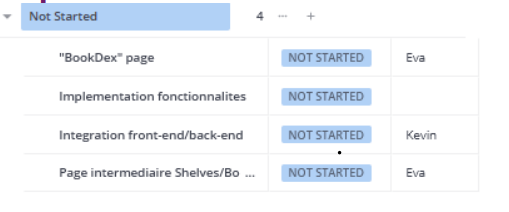 Not Started 4 ... +
"BookDex" page NOT STARTED Eva
Implementation fonctionnalites NOT STARTED
Integration front-end/back-end NOT STARTED Kevin
Page intermediaire Shelves/Bo ... NOT STARTED Eva